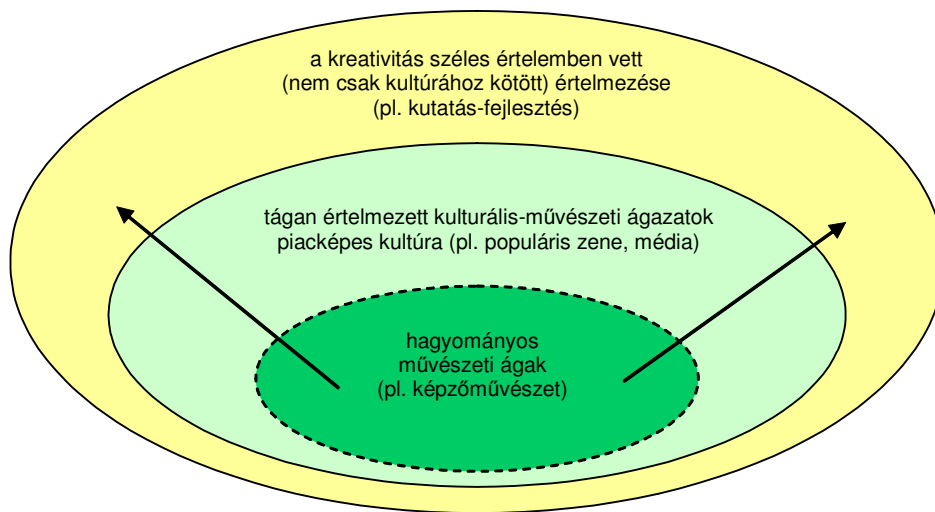 a kreativitás széles értelemben vett
(nem csak kultúrához kötött) értelmezése
(pl. kutatás-fejlesztés)
tágan értelmezett kulturális-művészeti ágazatok
piacképes kultúra (pl. populáris zene, média)
hagyományos
művészeti ágak
(pl. képzőművészet)